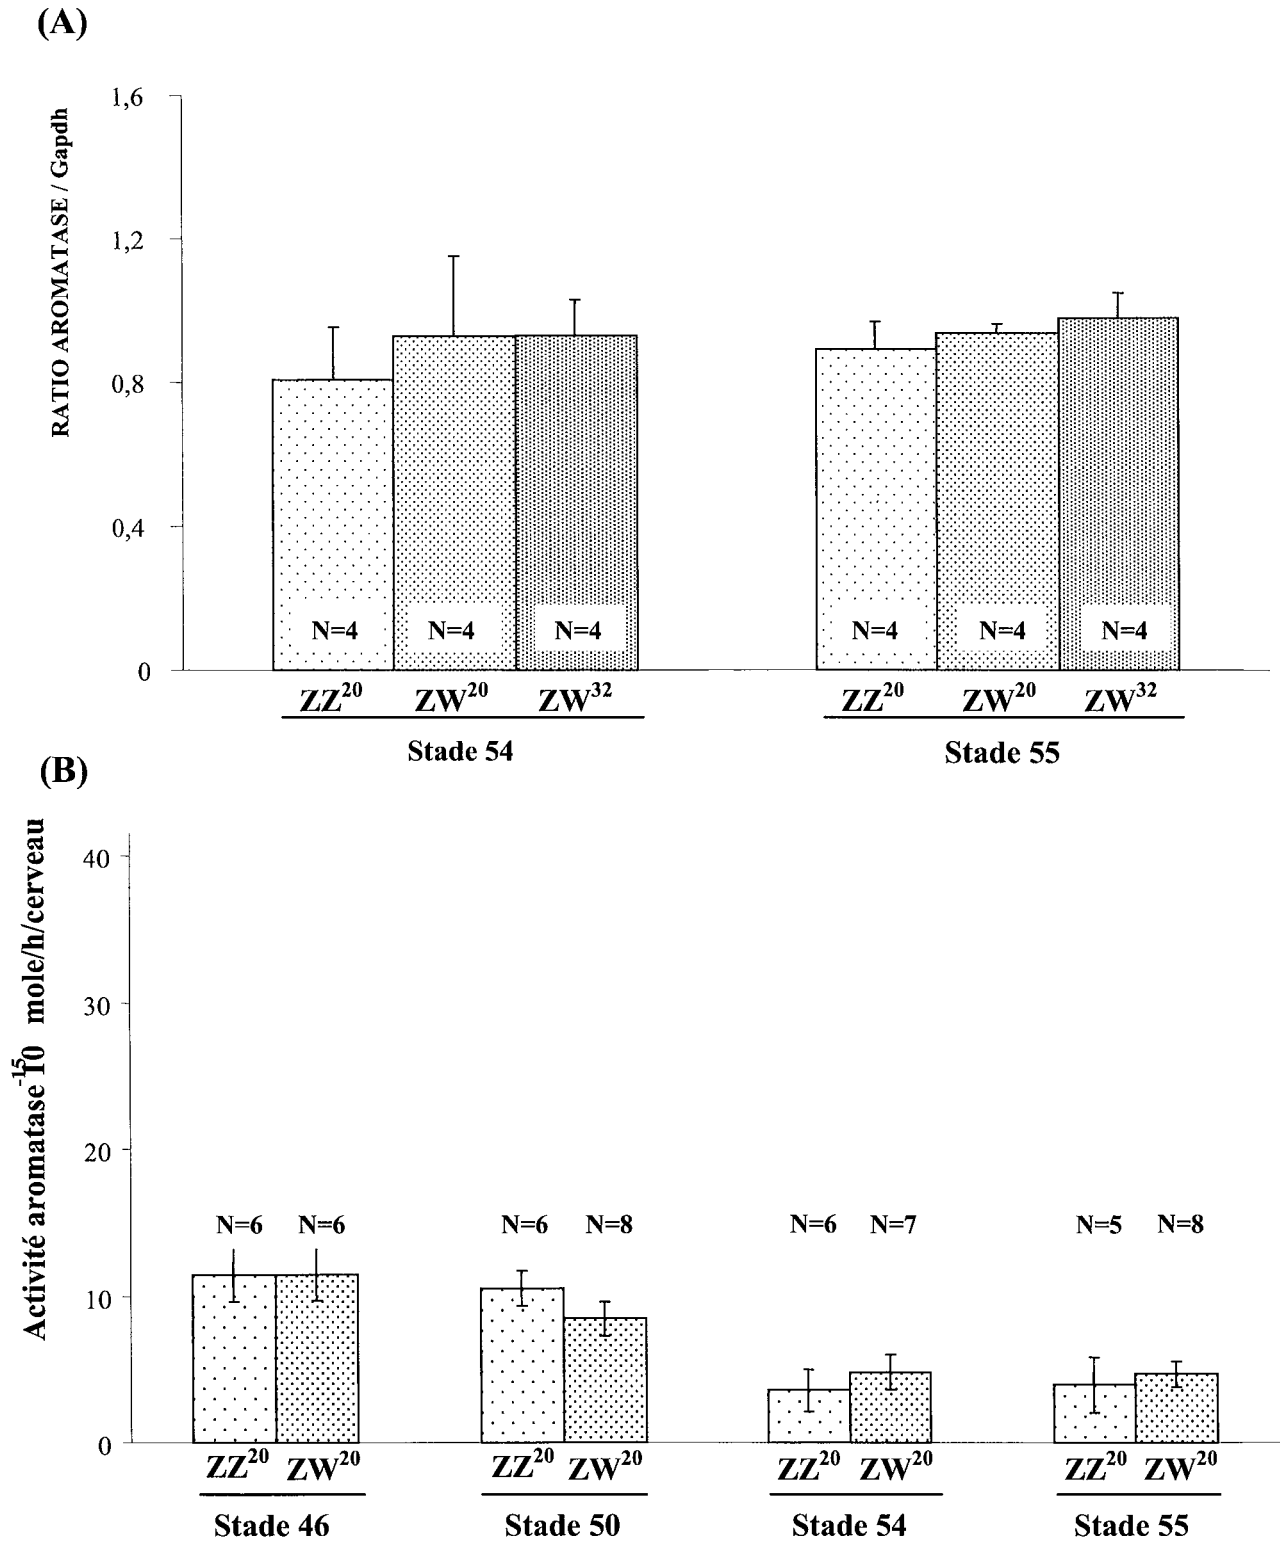 (A)
RATIO AROMATASE / Gapdh
1,6
1,2
0,8
0,4
0
N=4 N=4 N=4 N=4 N=4 N=4
ZZ²⁰ ZW²⁰ ZW³² ZZ²⁰ ZW²⁰ ZW³²
Stade 54 Stade 55
(B)
Activité aromatase 10⁻¹⁵ mole/h/cerveau
40
30
20
10
0
N=6 N=6 N=6 N=8 N=6 N=7 N=5 N=8
ZZ²⁰ ZW²⁰ ZZ²⁰ ZW²⁰ ZZ²⁰ ZW²⁰ ZZ²⁰ ZW²⁰
Stade 46 Stade 50 Stade 54 Stade 55